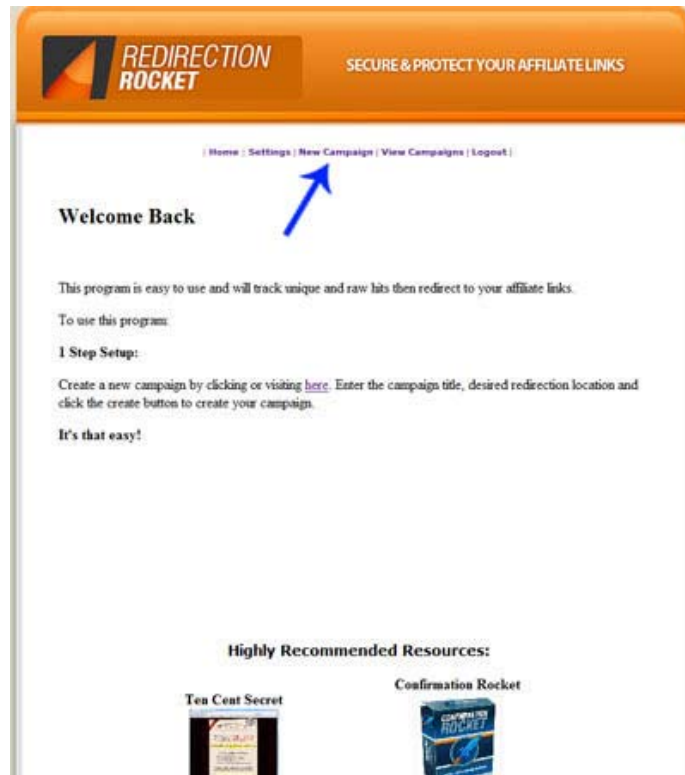 REDIRECTION
ROCKET
SECURE & PROTECT YOUR AFFILIATE LINKS
| Home | Settings | New Campaign | View Campaigns | Logout |
Welcome Back
This program is easy to use and will track unique and raw hits then redirect to your affiliate links.
To use this program:
1 Step Setup:
Create a new campaign by clicking or visiting here. Enter the campaign title, desired redirection location and
click the create button to create your campaign.
It's that easy!
Highly Recommended Resources:
Ten Cent Secret
Confirmation Rocket
CONFIRMATION
ROCKET